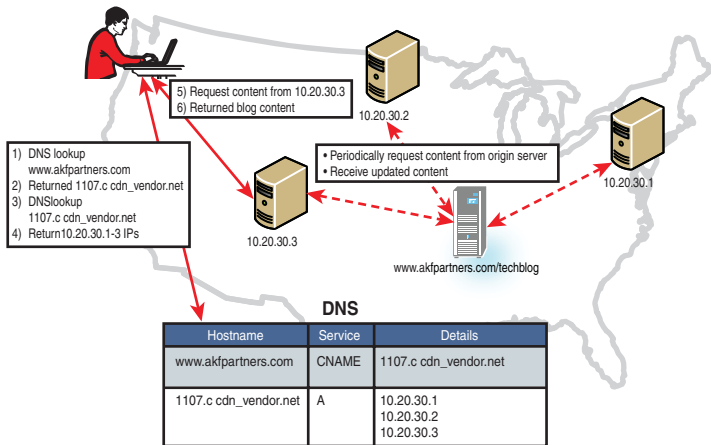 5) Request content from 10.20.30.3
6) Returned blog content
10.20.30.2
1) DNS lookup
www.akfpartners.com
2) Returned 1107.c cdn_vendor.net
3) DNSlookup
1107.c cdn_vendor.net
4) Return10.20.30.1-3 IPs
• Periodically request content from origin server
• Receive updated content
10.20.30.1
10.20.30.3
www.akfpartners.com/techblog
DNS
Hostname Service Details
www.akfpartners.com CNAME 1107.c cdn_vendor.net
1107.c cdn_vendor.net A 10.20.30.1
10.20.30.2
10.20.30.3